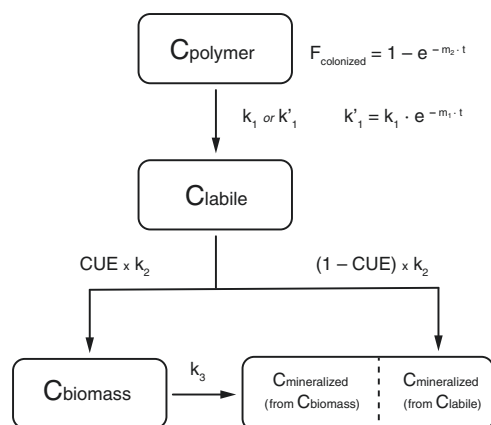 Cpolymer
Fcolonized = 1 – e – m2 · t
k1 or k'1
k'1 = k1 · e – m1 · t
Clabile
CUE x k2
(1 – CUE) x k2
Cbiomass
k3
Cmineralized
(from Cbiomass)
Cmineralized
(from Clabile)